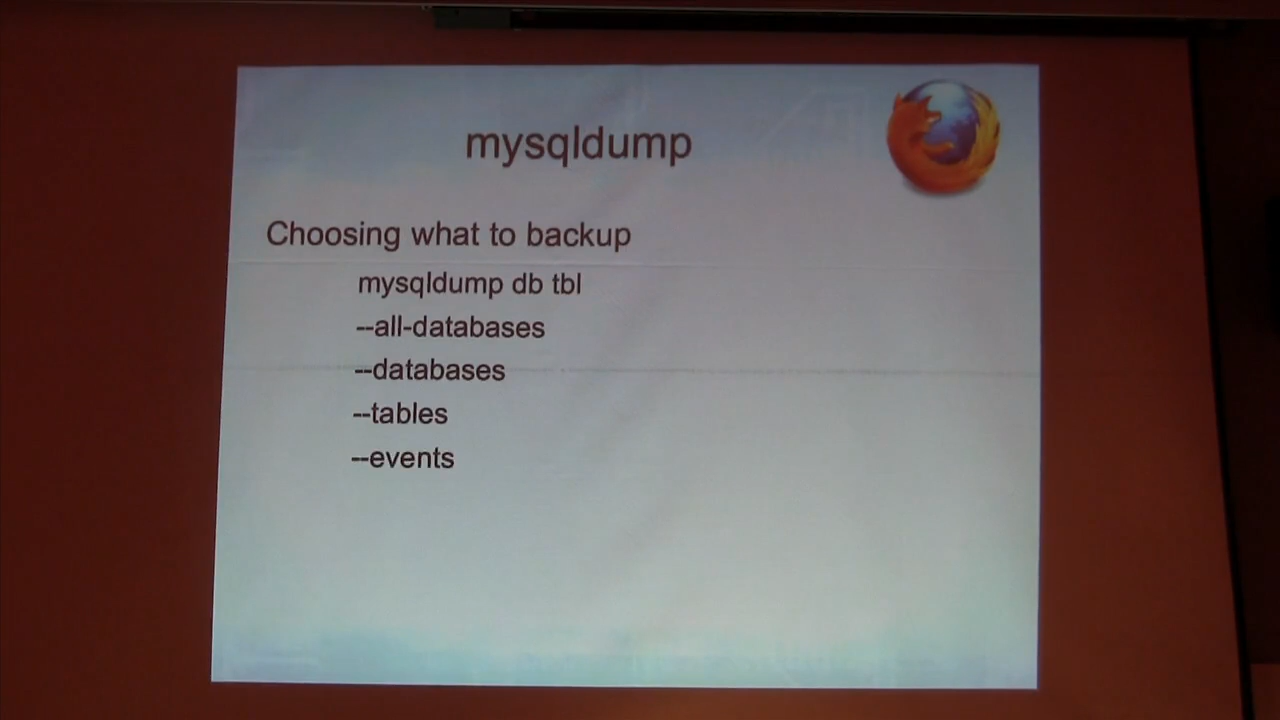 mysqldump
Choosing what to backup
mysqldump db tbl
--all-databases
--databases
--tables
--events